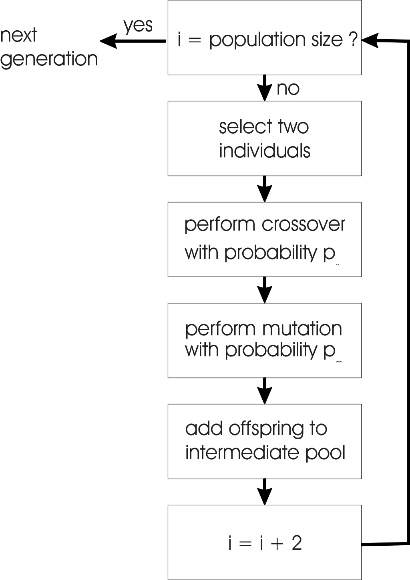 yes
next
generation
i = population size ?
no
select two
individuals
perform crossover
with probability p
perform mutation
with probability p
add offspring to
intermediate pool
i = i + 2